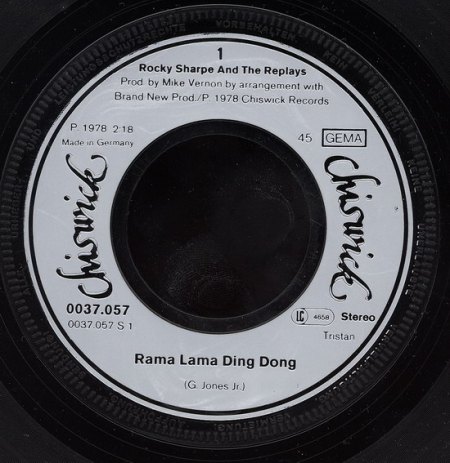 1
Rocky Sharpe And The Replays
Prod. by Mike Vernon by arrangement with
Brand New Prod./P. 1978 Chiswick Records
P. 1978 2:18
Made in Germany
45 GEMA
Chiswick
Chiswick
0037.057
0037.057 S 1
LC 4658 Stereo
Tristan
Rama Lama Ding Dong
(G. Jones Jr.)